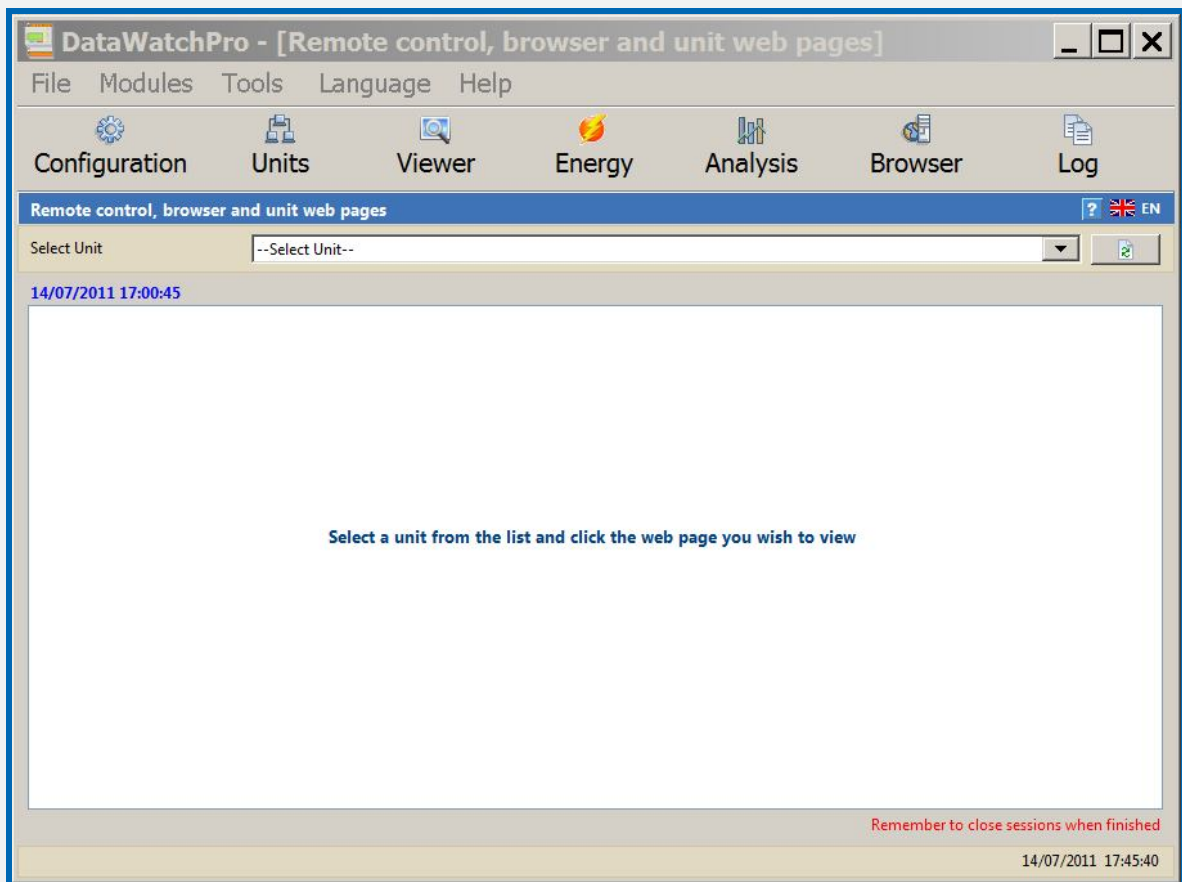 DataWatchPro - [Remote control, browser and unit web pages]
File Modules Tools Language Help
Configuration Units Viewer Energy Analysis Browser Log
Remote control, browser and unit web pages ? EN
Select Unit --Select Unit--
14/07/2011 17:00:45
Select a unit from the list and click the web page you wish to view
Remember to close sessions when finished
14/07/2011 17:45:40